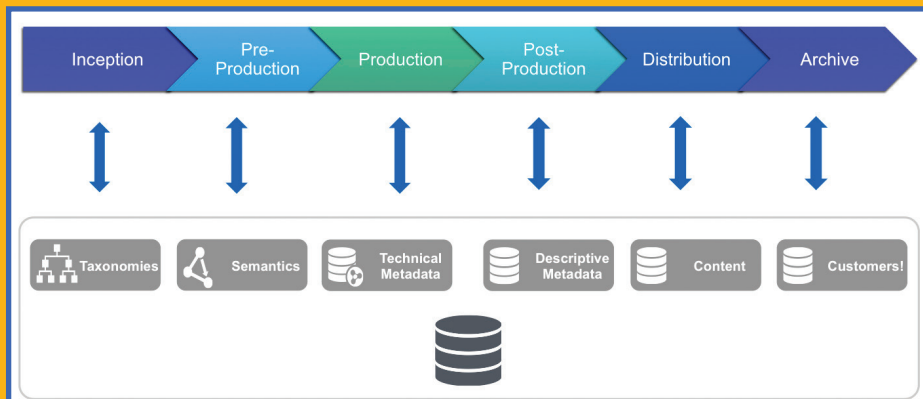 Inception
Pre-
Production
Production
Post-
Production
Distribution
Archive
Taxonomies
Semantics
Technical
Metadata
Descriptive
Metadata
Content
Customers!